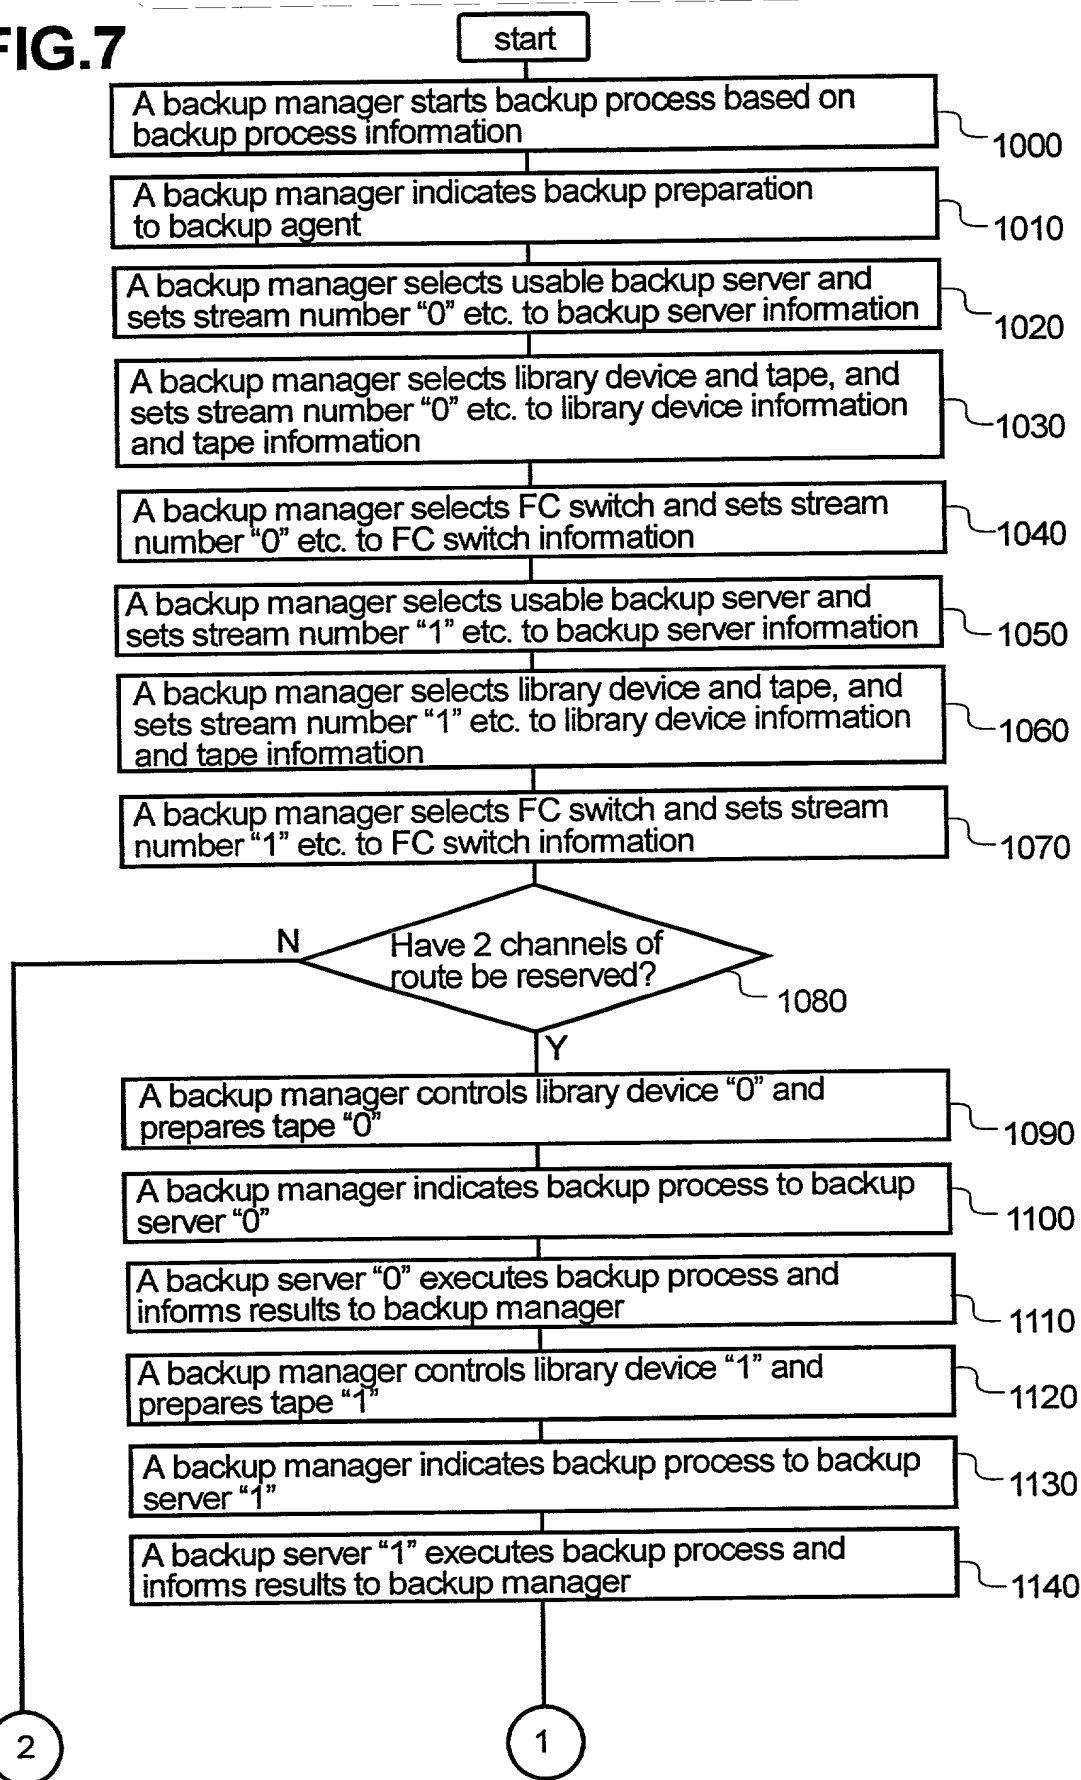 FIG.7
start
A backup manager starts backup process based on
backup process information
1000
A backup manager indicates backup preparation
to backup agent
1010
A backup manager selects usable backup server and
sets stream number “0” etc. to backup server information
1020
A backup manager selects library device and tape, and
sets stream number “0” etc. to library device information
and tape information
1030
A backup manager selects FC switch and sets stream
number “0” etc. to FC switch information
1040
A backup manager selects usable backup server and
sets stream number “1” etc. to backup server information
1050
A backup manager selects library device and tape, and
sets stream number “1” etc. to library device information
and tape information
1060
A backup manager selects FC switch and sets stream
number “1” etc. to FC switch information
1070
N
Have 2 channels of
route be reserved?
1080
Y
A backup manager controls library device “0” and
prepares tape “0”
1090
A backup manager indicates backup process to backup
server “0”
1100
A backup server “0” executes backup process and
informs results to backup manager
1110
A backup manager controls library device “1” and
prepares tape “1”
1120
A backup manager indicates backup process to backup
server “1”
1130
A backup server “1” executes backup process and
informs results to backup manager
1140
2
1